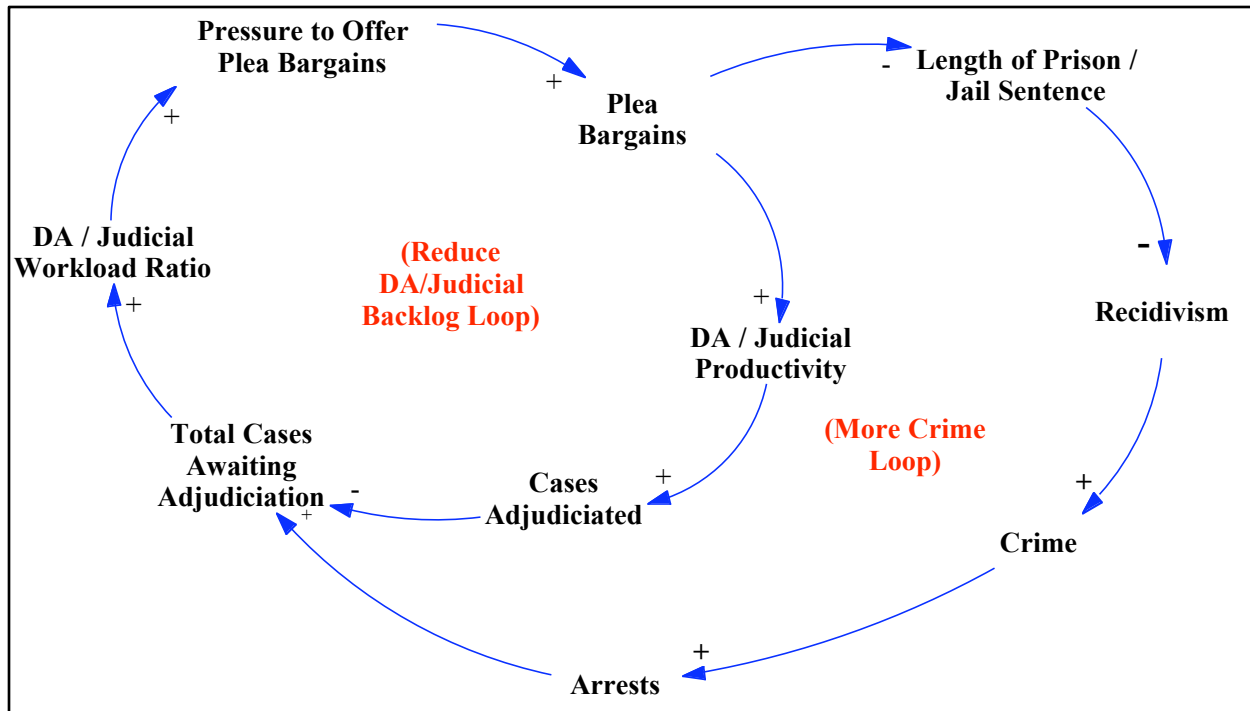 Pressure to Offer
Plea Bargains
+
+
Plea
Bargains
-
Length of Prison /
Jail Sentence
-
DA / Judicial
Workload Ratio
+
(Reduce
DA/Judicial
Backlog Loop)
+
DA / Judicial
Productivity
Recidivism
(More Crime
Loop)
Total Cases
Awaiting
Adjudiciation
-
+
+
Cases
Adjudiciated
+
Crime
+
Arrests